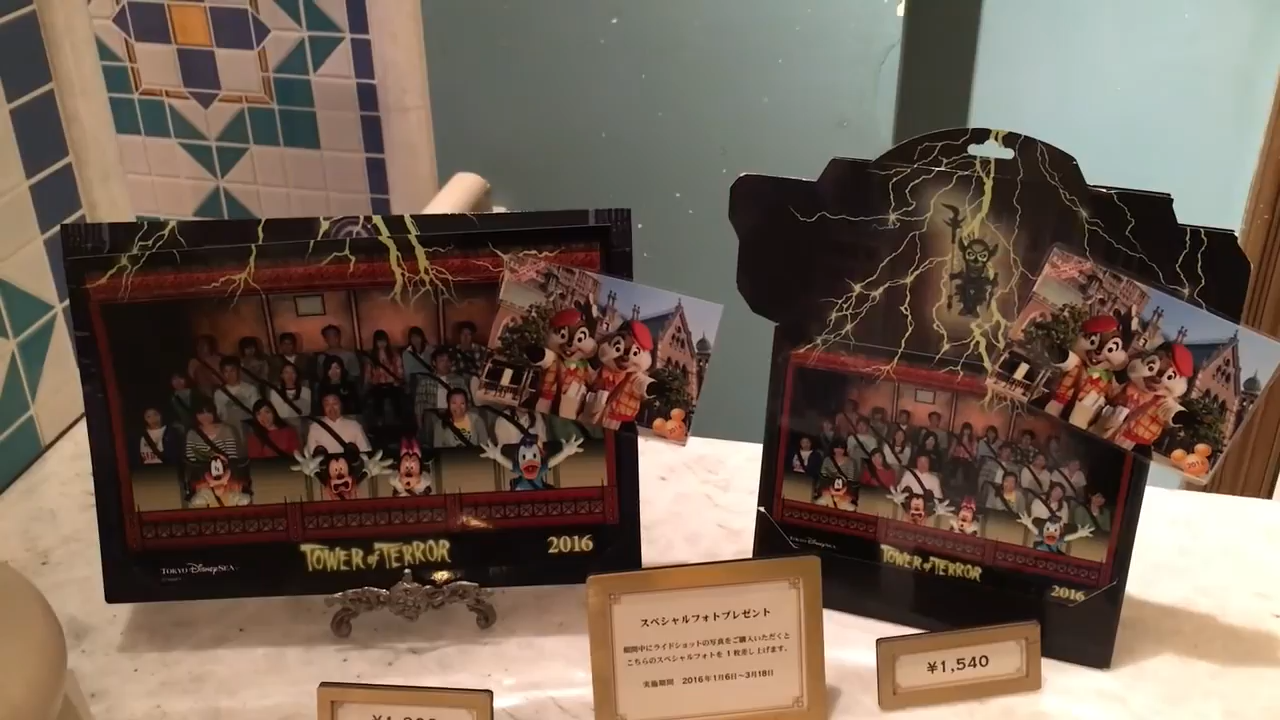 TOKYO DisneySEA
TOWER of TERROR
2016
スペシャルフォトプレゼント
期間中にライドショットの写真をご購入いただくと
こちらのスペシャルフォトを1枚差し上げます。
実施期間 2016年1月6日～3月18日
TOKYO DisneySEA
TOWER of TERROR
2016
2016
¥1,540